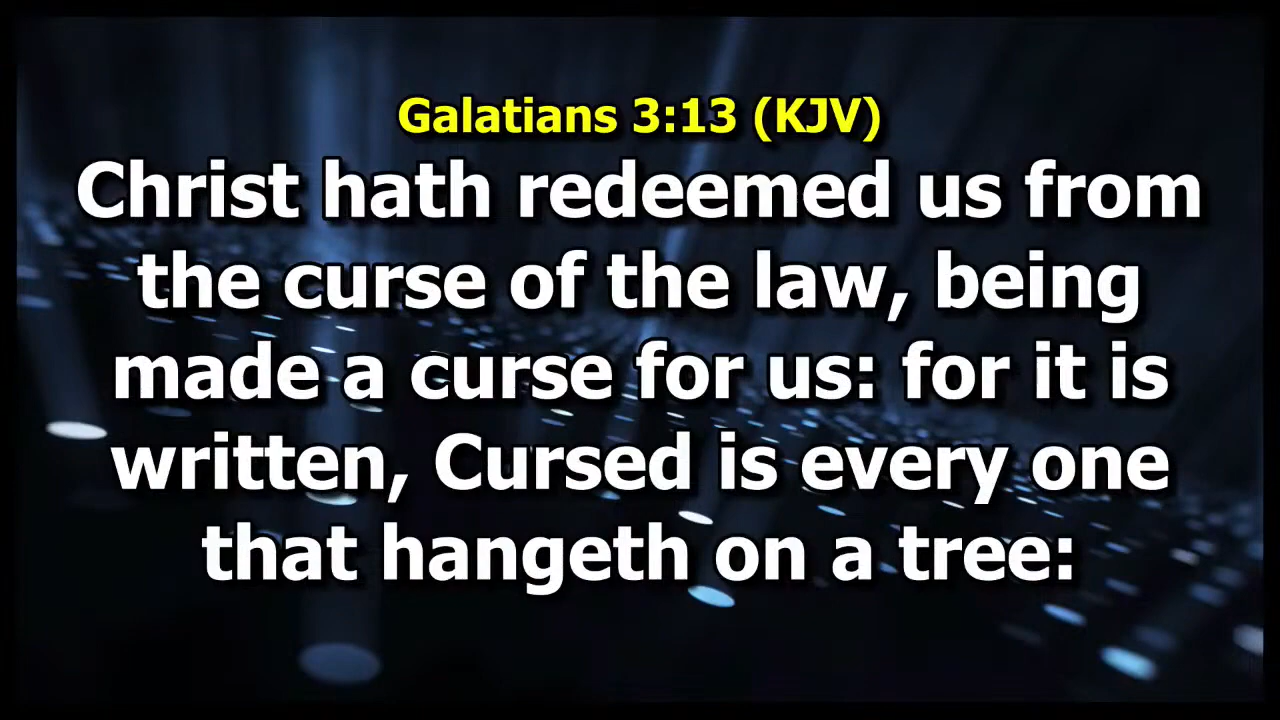 Galatians 3:13 (KJV)
Christ hath redeemed us from
the curse of the law, being
made a curse for us: for it is
written, Cursed is every one
that hangeth on a tree: